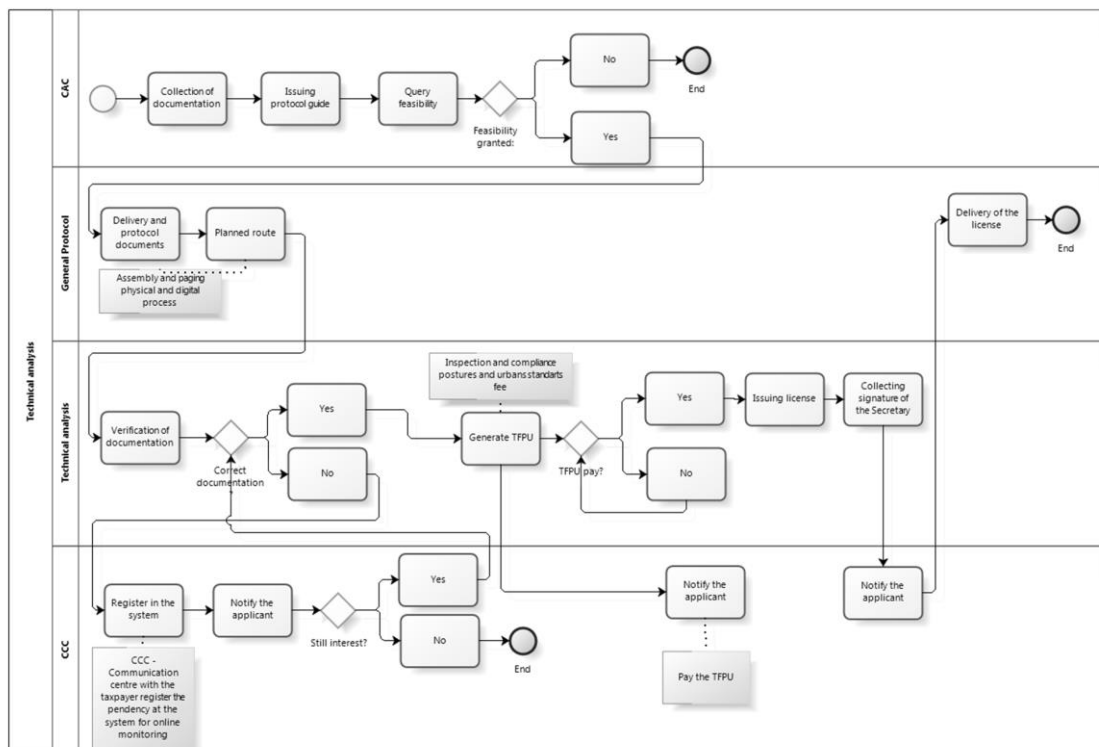 Technical analysis
CAC
Collection of
documentation
Issuing
protocol guide
Query
feasibility
Feasibility
granted:
No
End
Yes
General Protocol
Delivery and
protocol
documents
Planned route
Assembly and paging
physical and digital
process
Delivery of the
license
End
Technical analysis
Verification of
documentation
Correct
documentation
Yes
No
Inspection and compliance
postures and urbans standarts
fee
Generate TFPU
TFPU pay?
Yes
No
Issuing license
Collecting
signature of
the Secretary
CCC
Register in the
system
CCC -
Communication
centre with the
taxpayer register the
pendency at the
system for online
monitoring
Notify the
applicant
Still interest?
Yes
No
End
Notify the
applicant
Pay the TFPU
Notify the
applicant